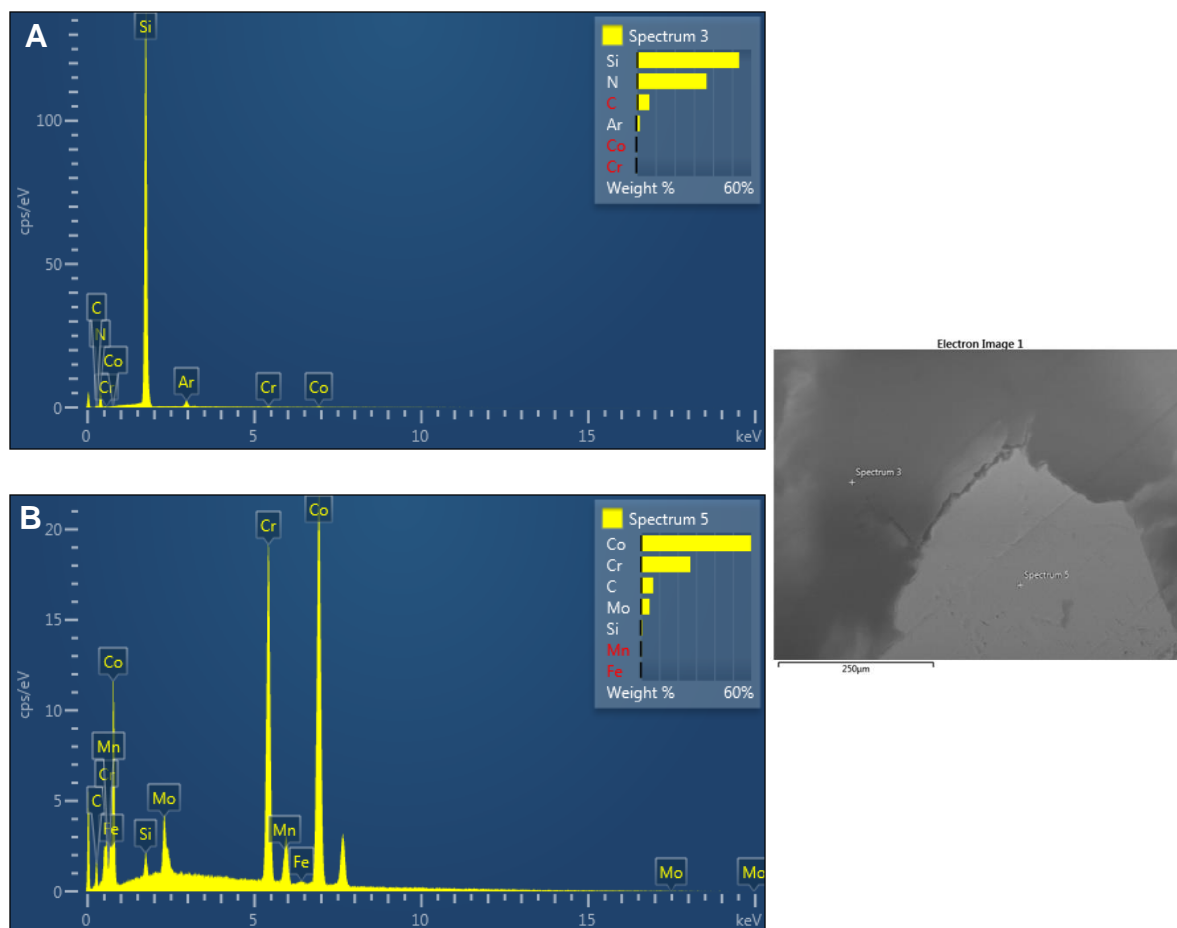 A
Spectrum 3
Si
N
C
Ar
Co
Cr
Weight % 60%
Si
100
50
0
cps/eV
C
N
Co
Cr
Ar
Cr
Co
0 5 10 15 keV
B
Spectrum 5
Co
Cr
C
Mo
Si
Mn
Fe
Weight % 60%
20
15
10
5
0
cps/eV
Co
Cr
Co
Mn
Cr
C
Fe
Si
Mo
Mn
Fe
Mo
Mo
0 5 10 15 keV
Electron Image 1
Spectrum 3
Spectrum 5
250μm